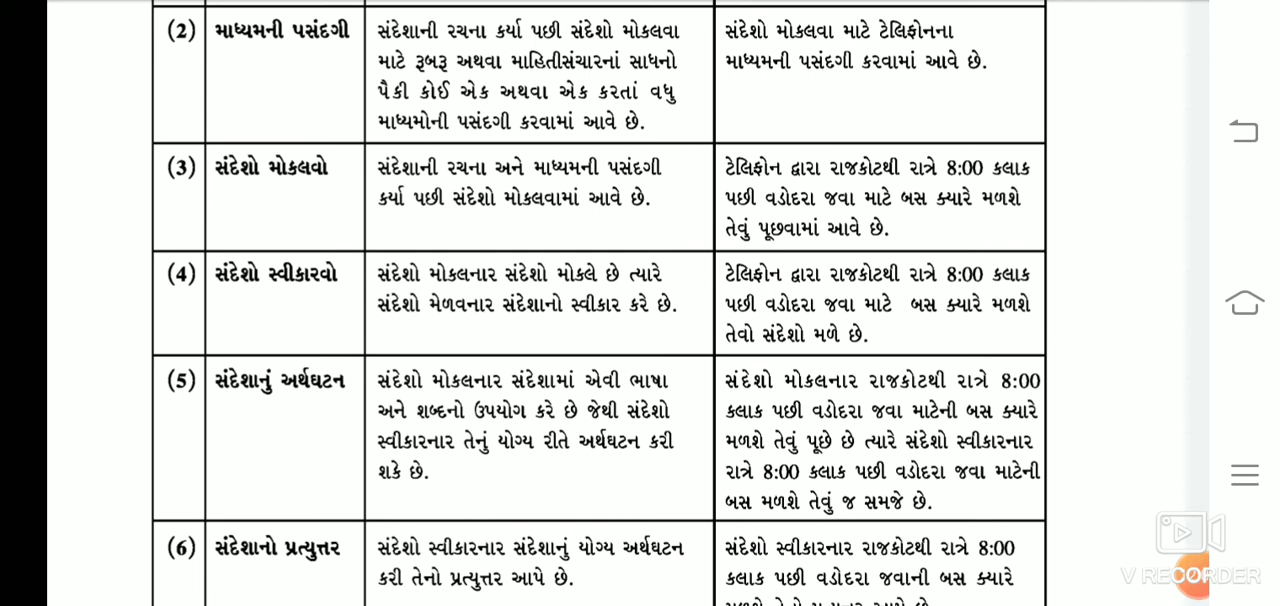 (2) માધ્યમની પસંદગી
સંદેશાની રચના કર્યા પછી સંદેશો મોકલવા
માટે રૂબરૂ અથવા માહિતીસંચારનાં સાધનો
પૈકી કોઈ એક અથવા એક કરતાં વધુ
માધ્યમોની પસંદગી કરવામાં આવે છે.
સંદેશો મોકલવા માટે ટેલિફોનના
માધ્યમની પસંદગી કરવામાં આવે છે.
(3) સંદેશો મોકલવો
સંદેશાની રચના અને માધ્યમની પસંદગી
કર્યા પછી સંદેશો મોકલવામાં આવે છે.
ટેલિફોન દ્વારા રાજકોટથી રાત્રે 8:00 કલાક
પછી વડોદરા જવા માટે બસ ક્યારે મળશે
તેવું પૂછવામાં આવે છે.
(4) સંદેશો સ્વીકારવો
સંદેશો મોકલનાર સંદેશો મોકલે છે ત્યારે
સંદેશો મેળવનાર સંદેશાનો સ્વીકાર કરે છે.
ટેલિફોન દ્વારા રાજકોટથી રાત્રે 8:00 કલાક
પછી વડોદરા જવા માટે બસ ક્યારે મળશે
તેવો સંદેશો મળે છે.
(5) સંદેશાનું અર્થઘટન
સંદેશો મોકલનાર સંદેશામાં એવી ભાષા
અને શબ્દનો ઉપયોગ કરે છે જેથી સંદેશો
સ્વીકારનાર તેનું યોગ્ય રીતે અર્થઘટન કરી
શકે છે.
સંદેશો મોકલનાર રાજકોટથી રાત્રે 8:00
કલાક પછી વડોદરા જવા માટેની બસ ક્યારે
મળશે તેવું પૂછે છે ત્યારે સંદેશો સ્વીકારનાર
રાત્રે 8:00 કલાક પછી વડોદરા જવા માટેની
બસ મળશે તેવું જ સમજે છે.
(6) સંદેશાનો પ્રત્યુત્તર
સંદેશો સ્વીકારનાર સંદેશાનું યોગ્ય અર્થઘટન
કરી તેનો પ્રત્યુત્તર આપે છે.
સંદેશો સ્વીકારનાર રાજકોટથી રાત્રે 8:00
કલાક પછી વડોદરા જવાની બસ ક્યારે
V RECORDER